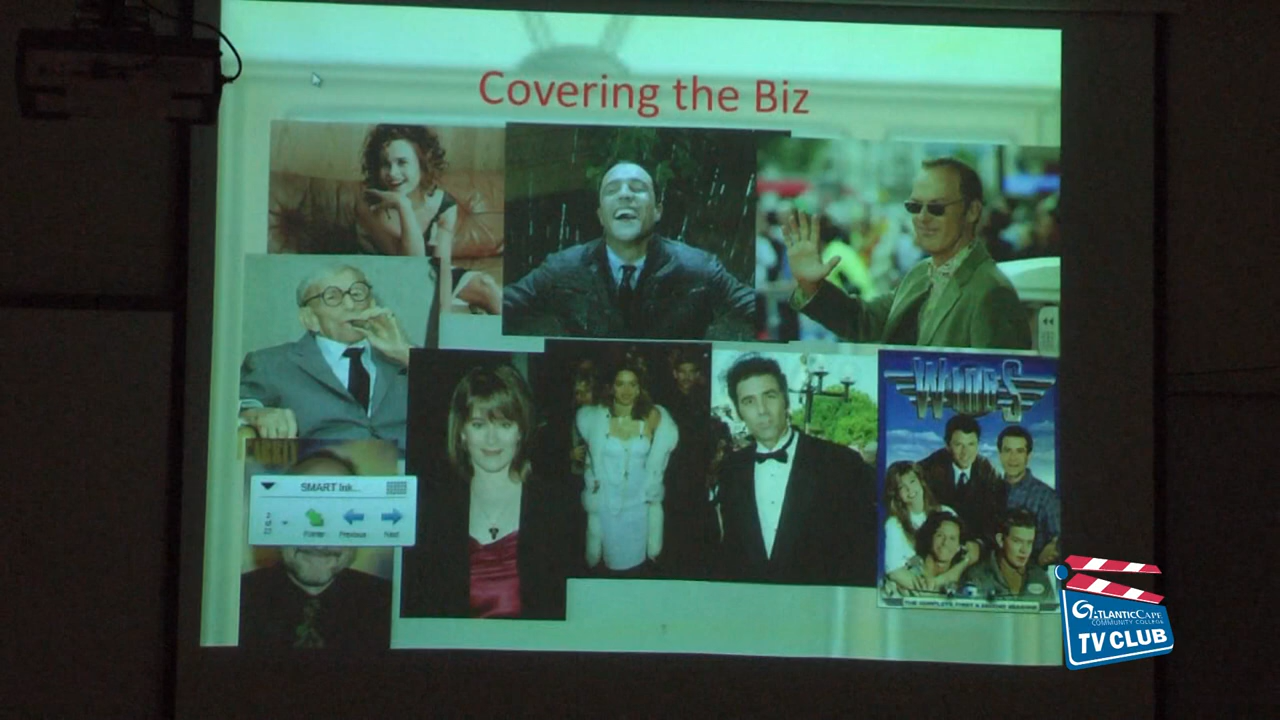 Covering the Biz
WINGS
THE COMPLETE FIRST & SECOND SEASONS
SMART Ink...
Pointer Previous Next
ATLANTICCAPE
COMMUNITY COLLEGE
TV CLUB